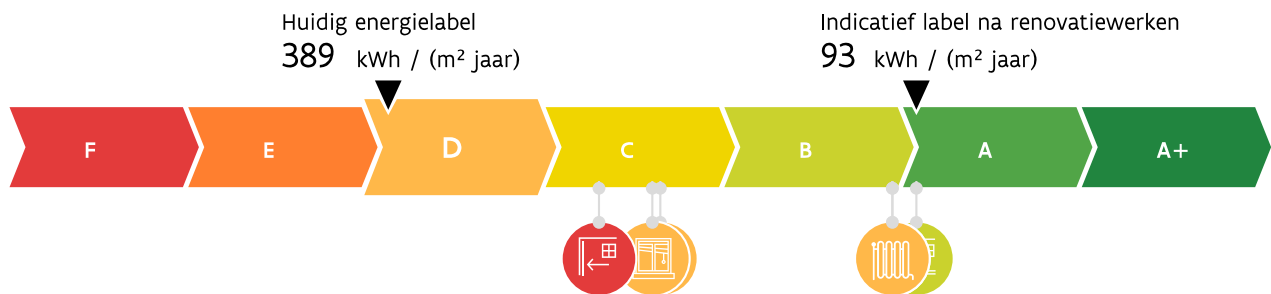 Huidig energielabel
389 kWh / (m² jaar)
Indicatief label na renovatiewerken
93 kWh / (m² jaar)
F E D C B A A+